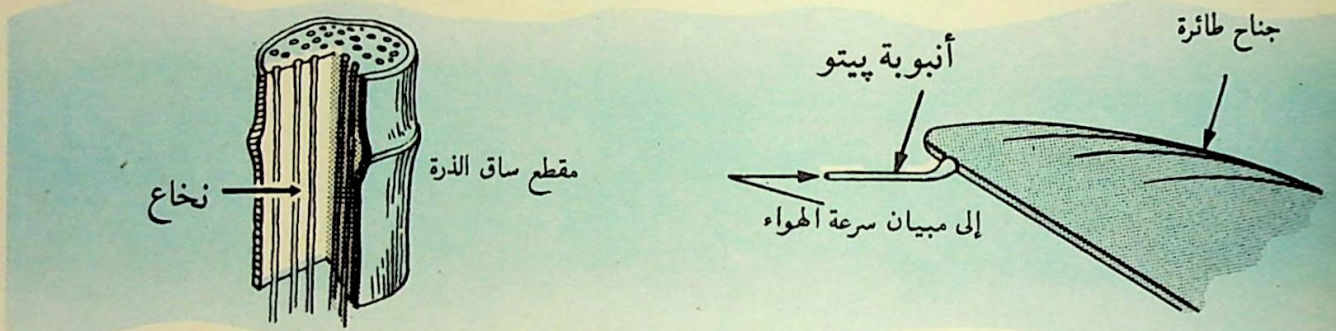 جناح طائرة
أنبوبة پيتو
إلى مبيان سرعة الهواء
مقطع ساق الذرة
نخاع